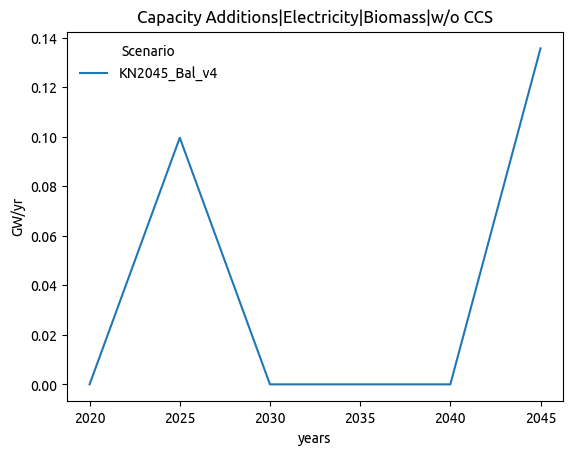 Capacity Additions|Electricity|Biomass|w/o CCS
0.14
0.12
0.10
0.08
0.06
0.04
0.02
0.00
GW/yr
Scenario
KN2045_Bal_v4
2020 2025 2030 2035 2040 2045
years